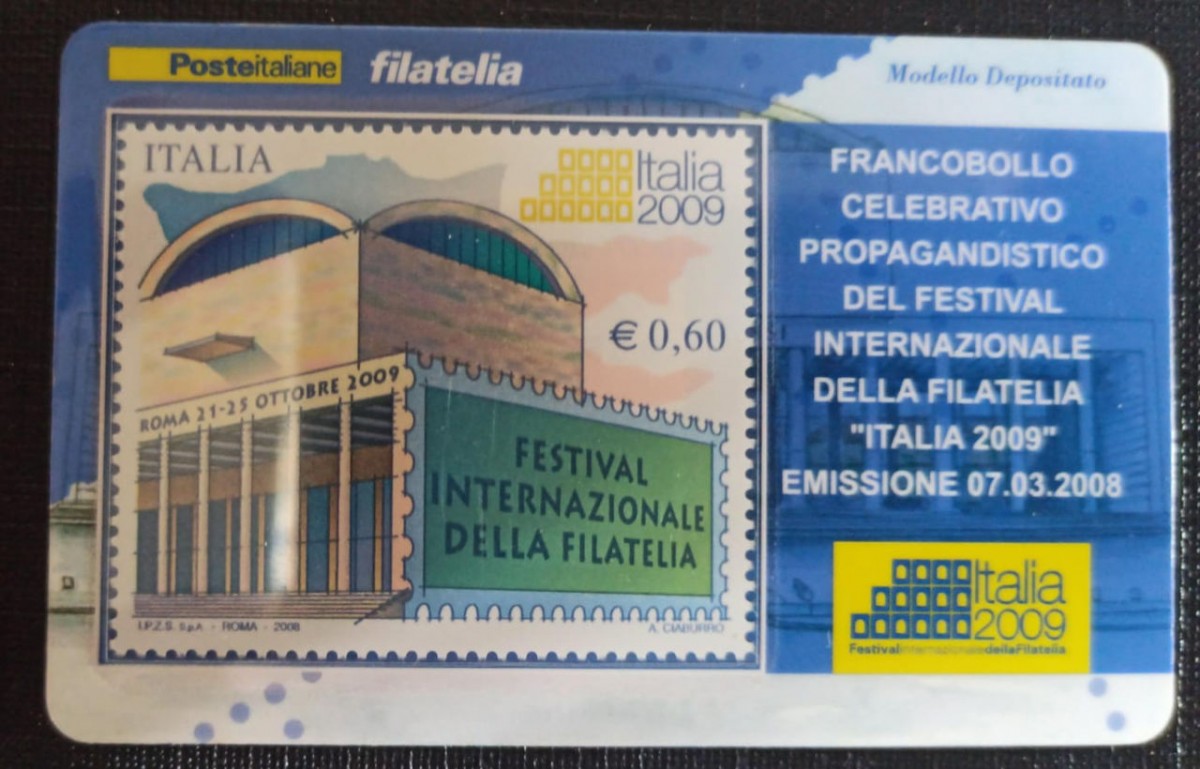 Posteitaliane filatelia
Modello Depositato
ITALIA
Italia
2009
€ 0,60
ROMA 21-25 OTTOBRE 2009
FESTIVAL
INTERNAZIONALE
DELLA FILATELIA
I.P.Z.S. S.p.A. - ROMA - 2008
A. CIABURRO
FRANCOBOLLO
CELEBRATIVO
PROPAGANDISTICO
DEL FESTIVAL
INTERNAZIONALE
DELLA FILATELIA
"ITALIA 2009"
EMISSIONE 07.03.2008
Italia
2009
FestivalInternazionaledellaFilatelia